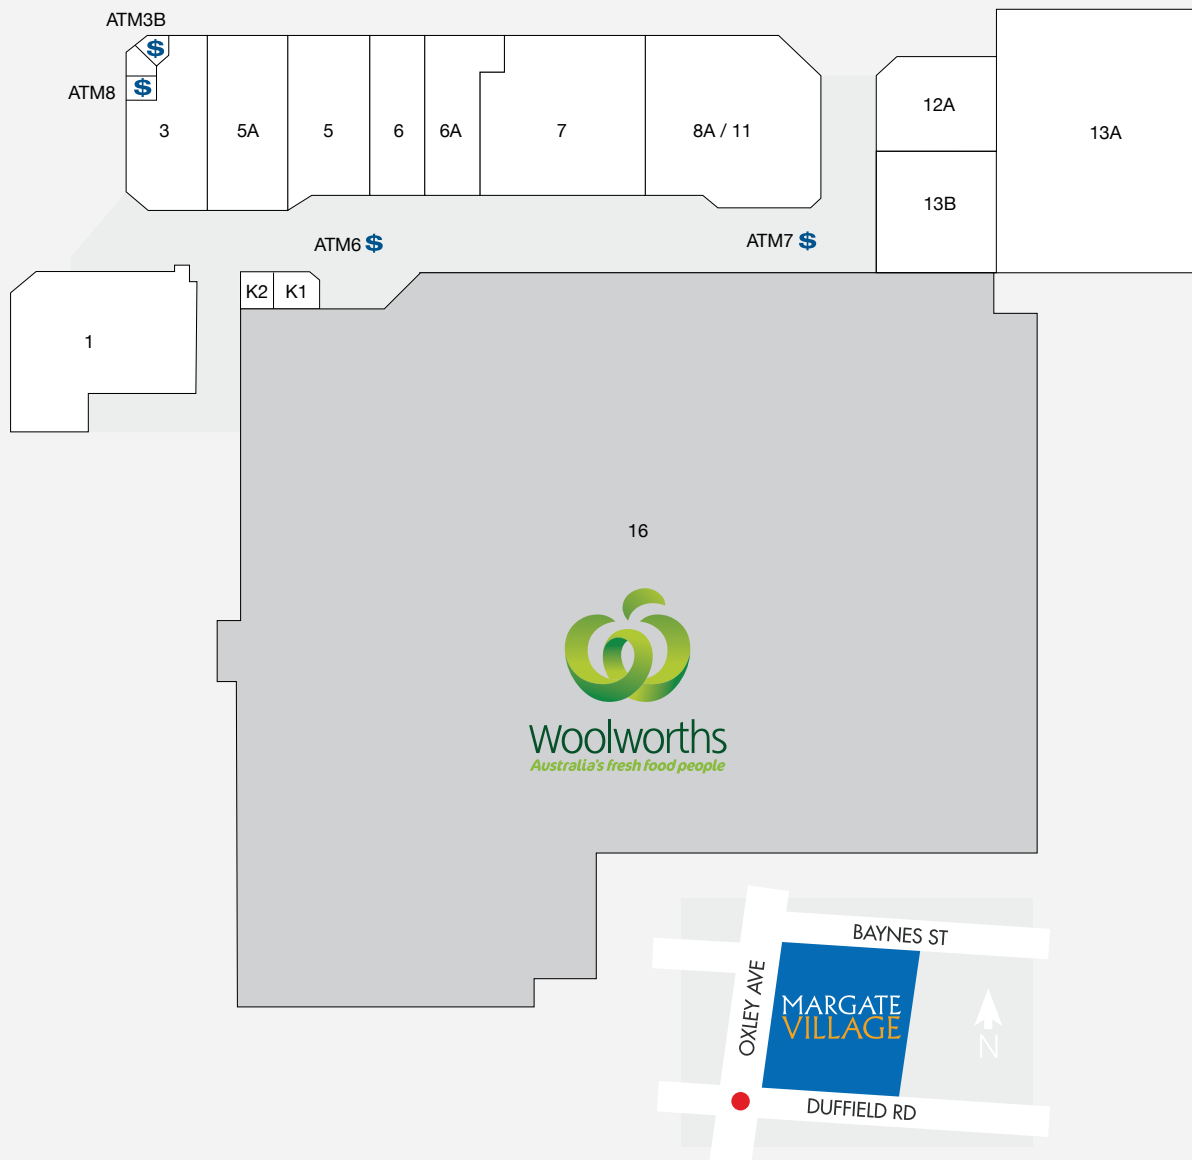 ATM3B
$
ATM8 $
3
5A
5
6
6A
7
8A / 11
12A
13A
13B
ATM6 $
ATM7 $
K2
K1
1
16
Woolworths
Australia's fresh food people
BAYNES ST
OXLEY AVE
MARGATE
VILLAGE
N
DUFFIELD RD